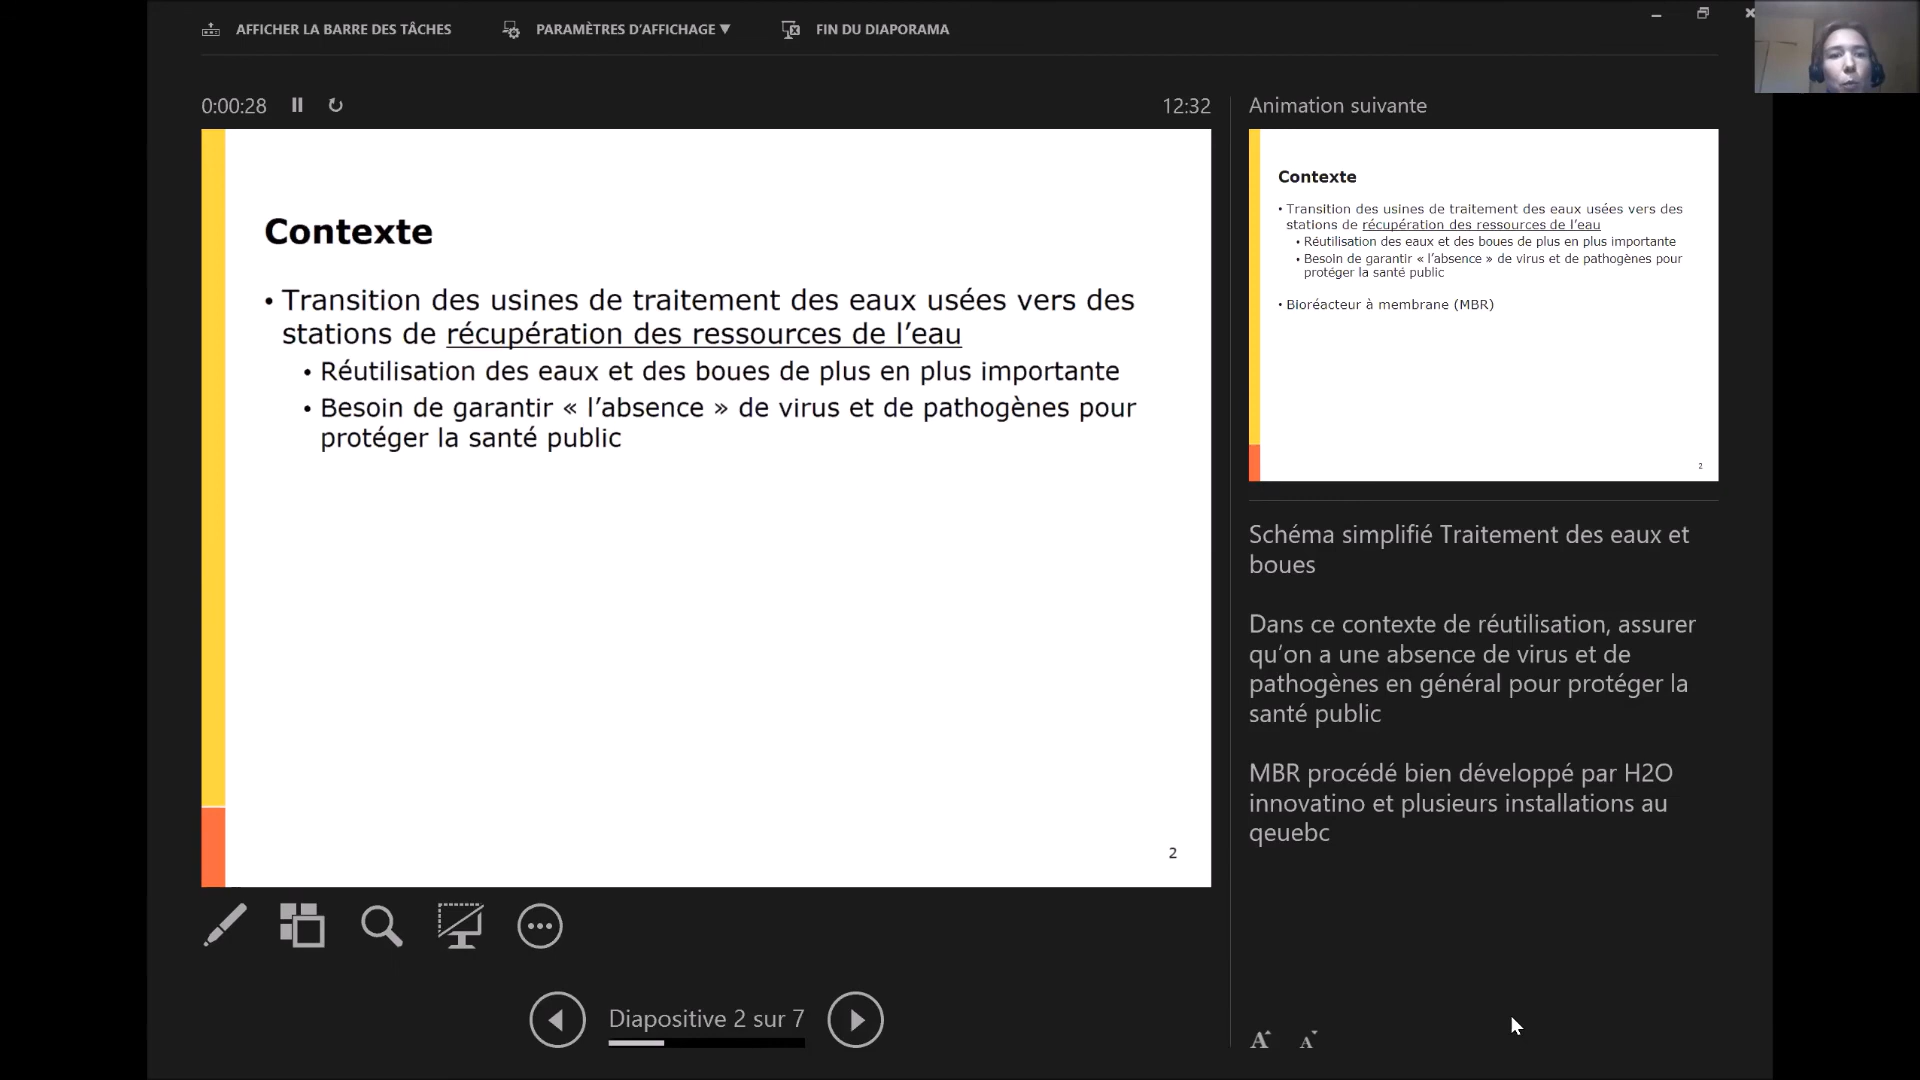 AFFICHER LA BARRE DES TÂCHES
PARAMÈTRES D'AFFICHAGE ▼
FIN DU DIAPORAMA
0:00:28
12:32
Contexte
• Transition des usines de traitement des eaux usées vers des
stations de récupération des ressources de l’eau
• Réutilisation des eaux et des boues de plus en plus importante
• Besoin de garantir « l’absence » de virus et de pathogènes pour
protéger la santé public
2
Animation suivante
Contexte
• Transition des usines de traitement des eaux usées vers des
stations de récupération des ressources de l’eau
• Réutilisation des eaux et des boues de plus en plus importante
• Besoin de garantir « l’absence » de virus et de pathogènes pour
protéger la santé public
• Bioréacteur à membrane (MBR)
2
Schéma simplifié Traitement des eaux et
boues
Dans ce contexte de réutilisation, assurer
qu’on a une absence de virus et de
pathogènes en général pour protéger la
santé public
MBR procédé bien développé par H2O
innovatino et plusieurs installations au
qeuebc
Diapositive 2 sur 7
A A